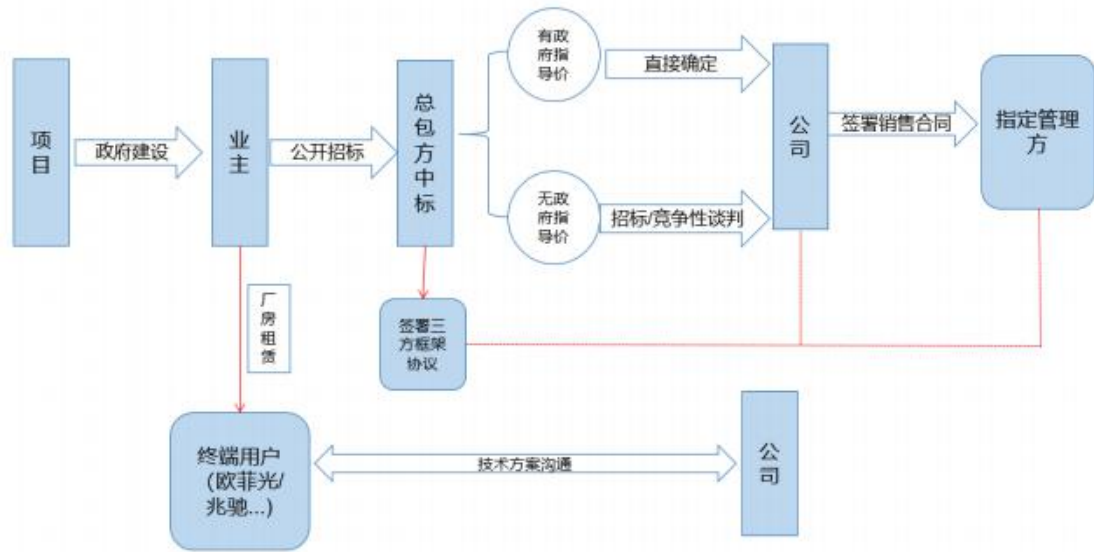 项
目
政府建设
业
主
公开招标
总
包
方
中
标
有政
府指
导价
直接确定
无政
府指
导价
招标/竞争性谈判
公
司
签署销售合同
指定管理
方
厂
房
租
赁
签署三
方框架
协议
终端用户
（欧菲光/
兆驰...）
技术方案沟通
公
司